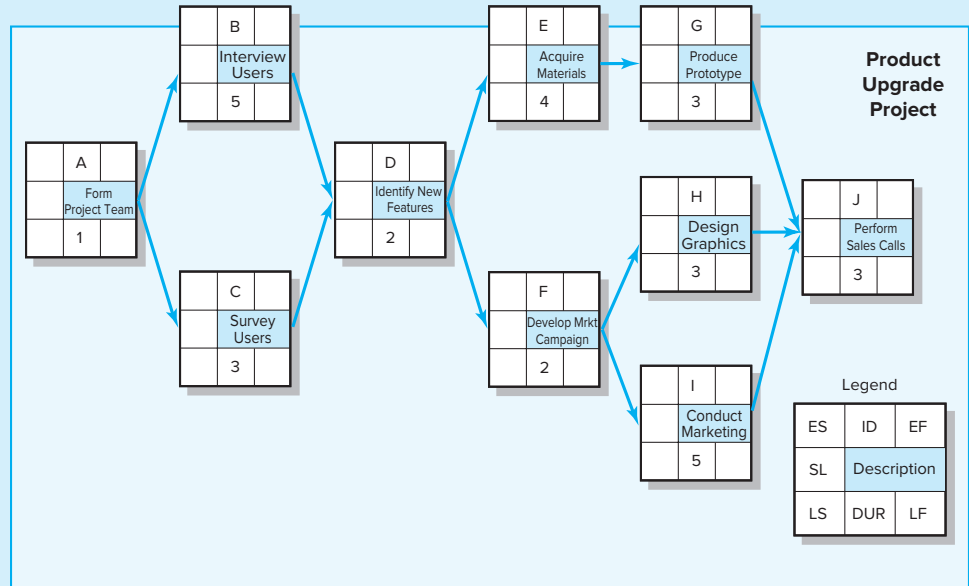 B
Interview
Users
5
E
Acquire
Materials
4
G
Produce
Prototype
3
Product
Upgrade
Project
A
Form
Project Team
1
D
Identify New
Features
2
H
Design
Graphics
3
J
Perform
Sales Calls
3
C
Survey
Users
3
F
Develop Mrkt
Campaign
2
I
Conduct
Marketing
5
Legend
ES ID EF
SL Description
LS DUR LF